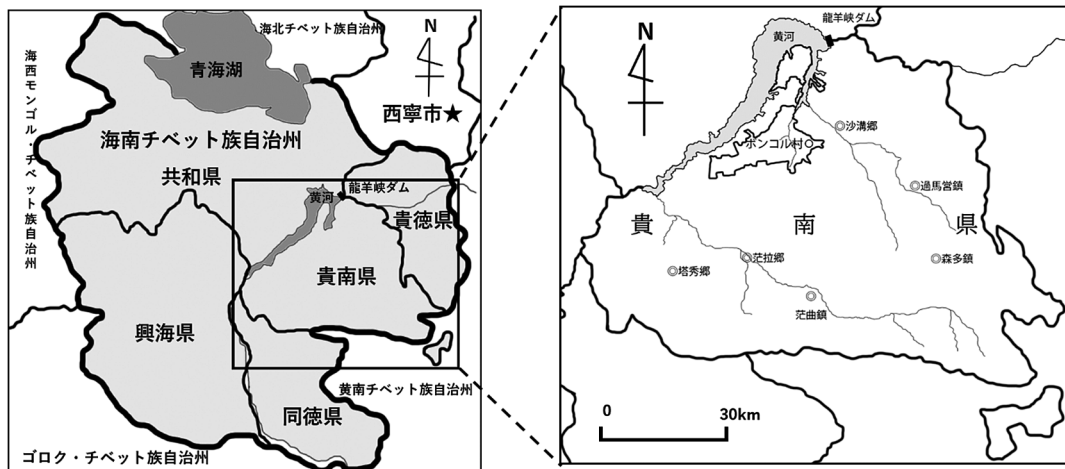 海北チベット族自治州
N
青海湖
西寧市★
海西モンゴル・チベット族自治州
海南チベット族自治州
共和県
黄河
龍羊峡ダム
貴徳県
貴南県
興海県
黄南チベット族自治州
同徳県
ゴロク・チベット族自治州
龍羊峡ダム
黄河
N
沙溝郷
ポンコル村
過馬営鎮
貴南県
茫拉郷
塔秀郷
森多鎮
茫曲鎮
0 30km